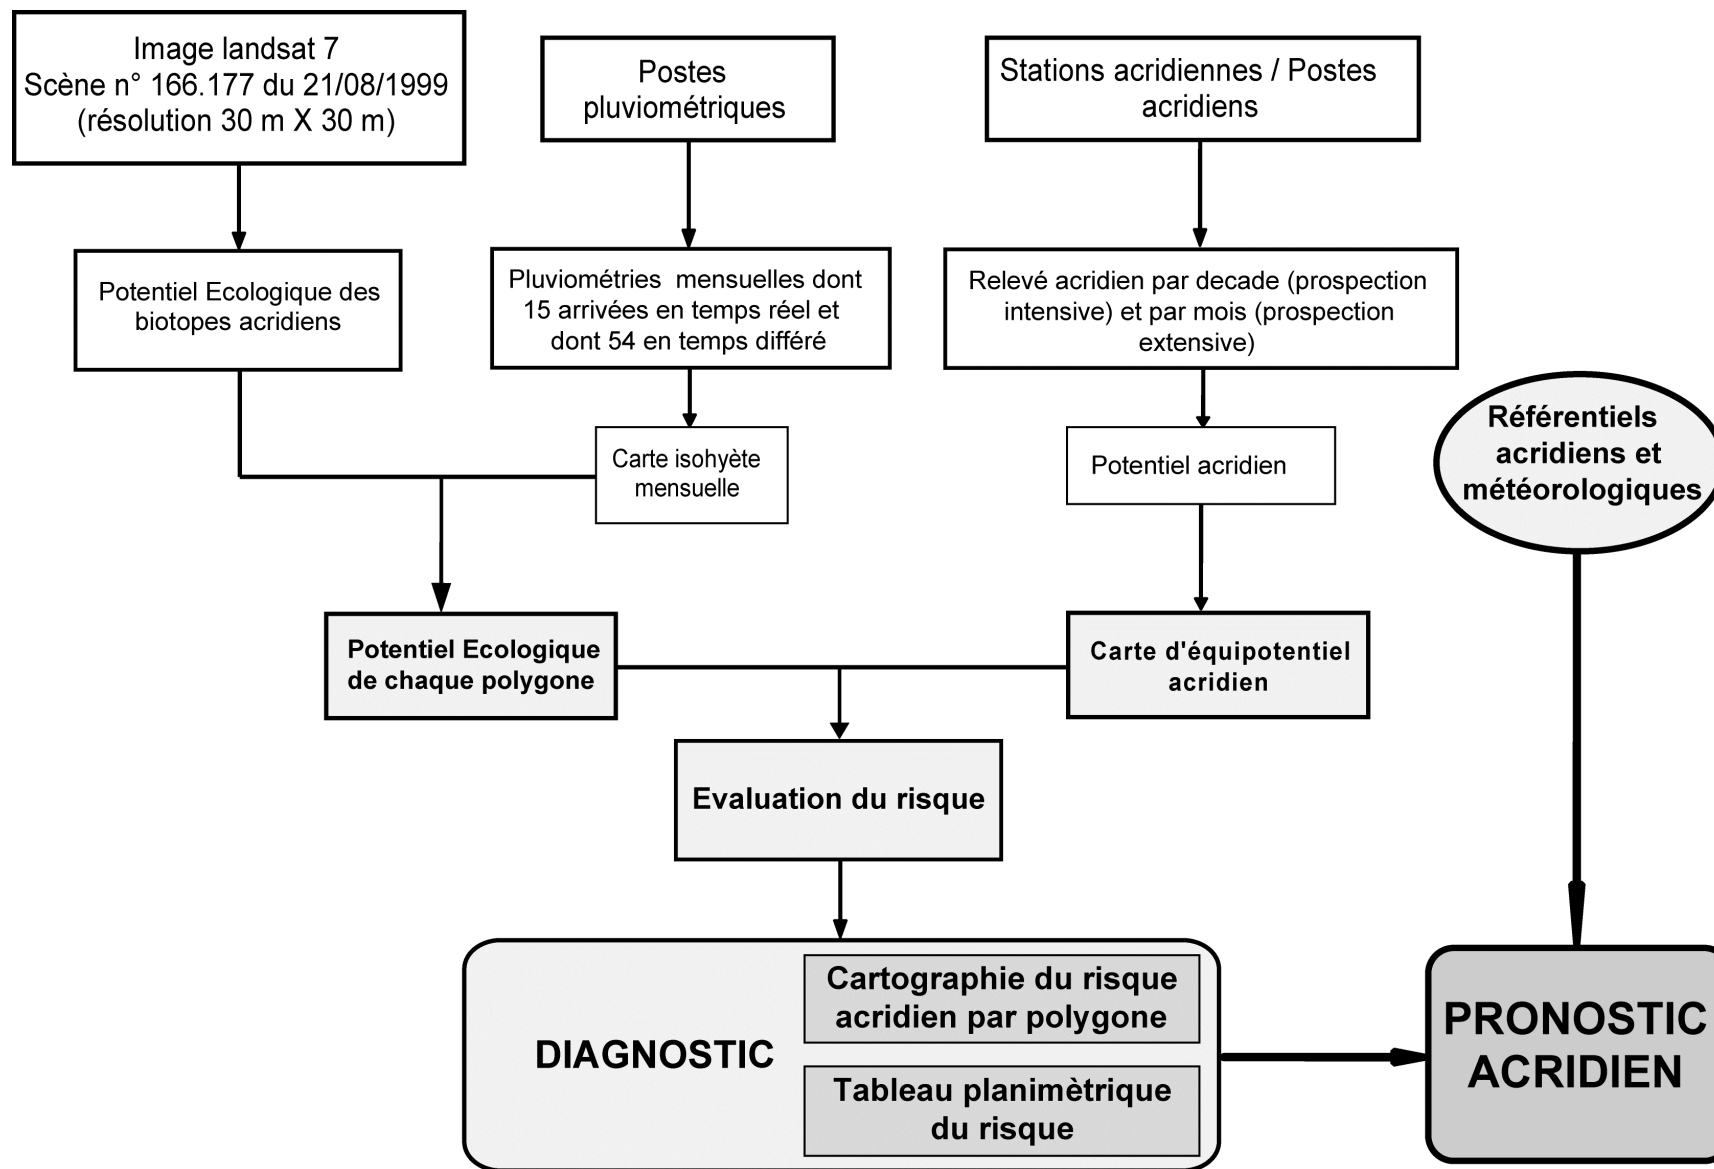 Image landsat 7
Scène n° 166.177 du 21/08/1999
(résolution 30 m X 30 m)
Postes
pluviométriques
Stations acridiennes / Postes
acridiens
Potentiel Ecologique des
biotopes acridiens
Pluviométries mensuelles dont
15 arrivées en temps réel et
dont 54 en temps différé
Relevé acridien par decade (prospection
intensive) et par mois (prospection
extensive)
Référentiels
acridiens et
météorologiques
Carte isohyète
mensuelle
Potentiel acridien
Potentiel Ecologique
de chaque polygone
Carte d'équipotentiel
acridien
Evaluation du risque
DIAGNOSTIC
Cartographie du risque
acridien par polygone
Tableau planimètrique
du risque
PRONOSTIC
ACRIDIEN